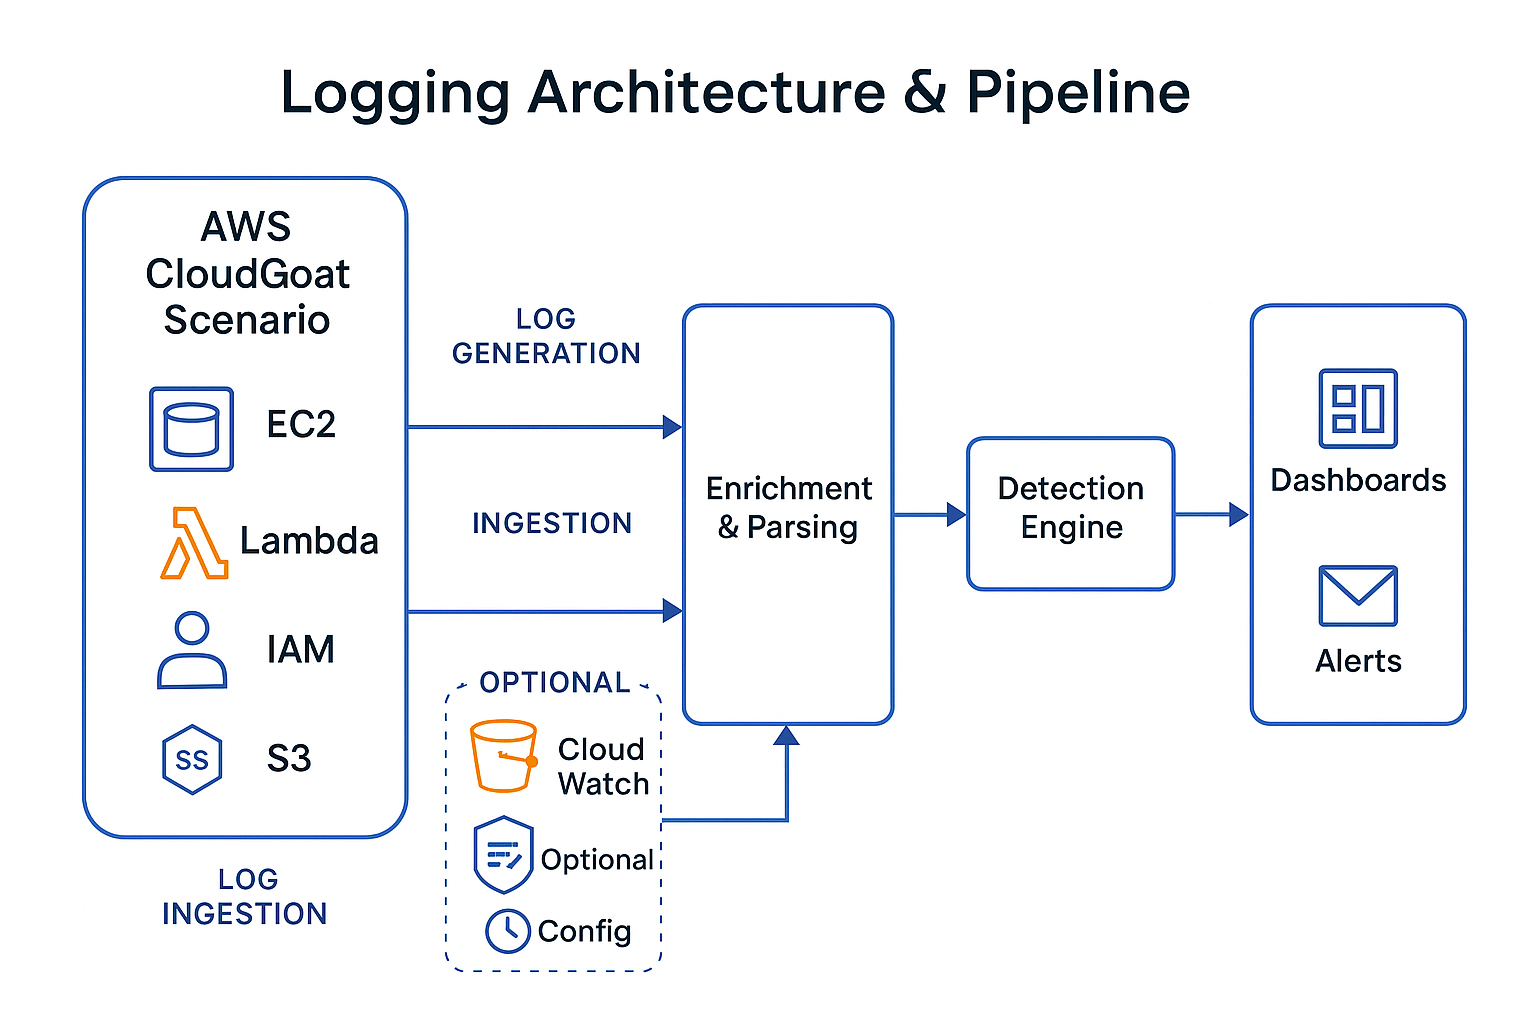 Logging Architecture & Pipeline
AWS
CloudGoat
Scenario
EC2
Lambda
IAM
SS
S3
LOG
INGESTION
LOG
GENERATION
INGESTION
OPTIONAL
Cloud
Watch
Optional
Config
Enrichment
& Parsing
Detection
Engine
Dashboards
Alerts